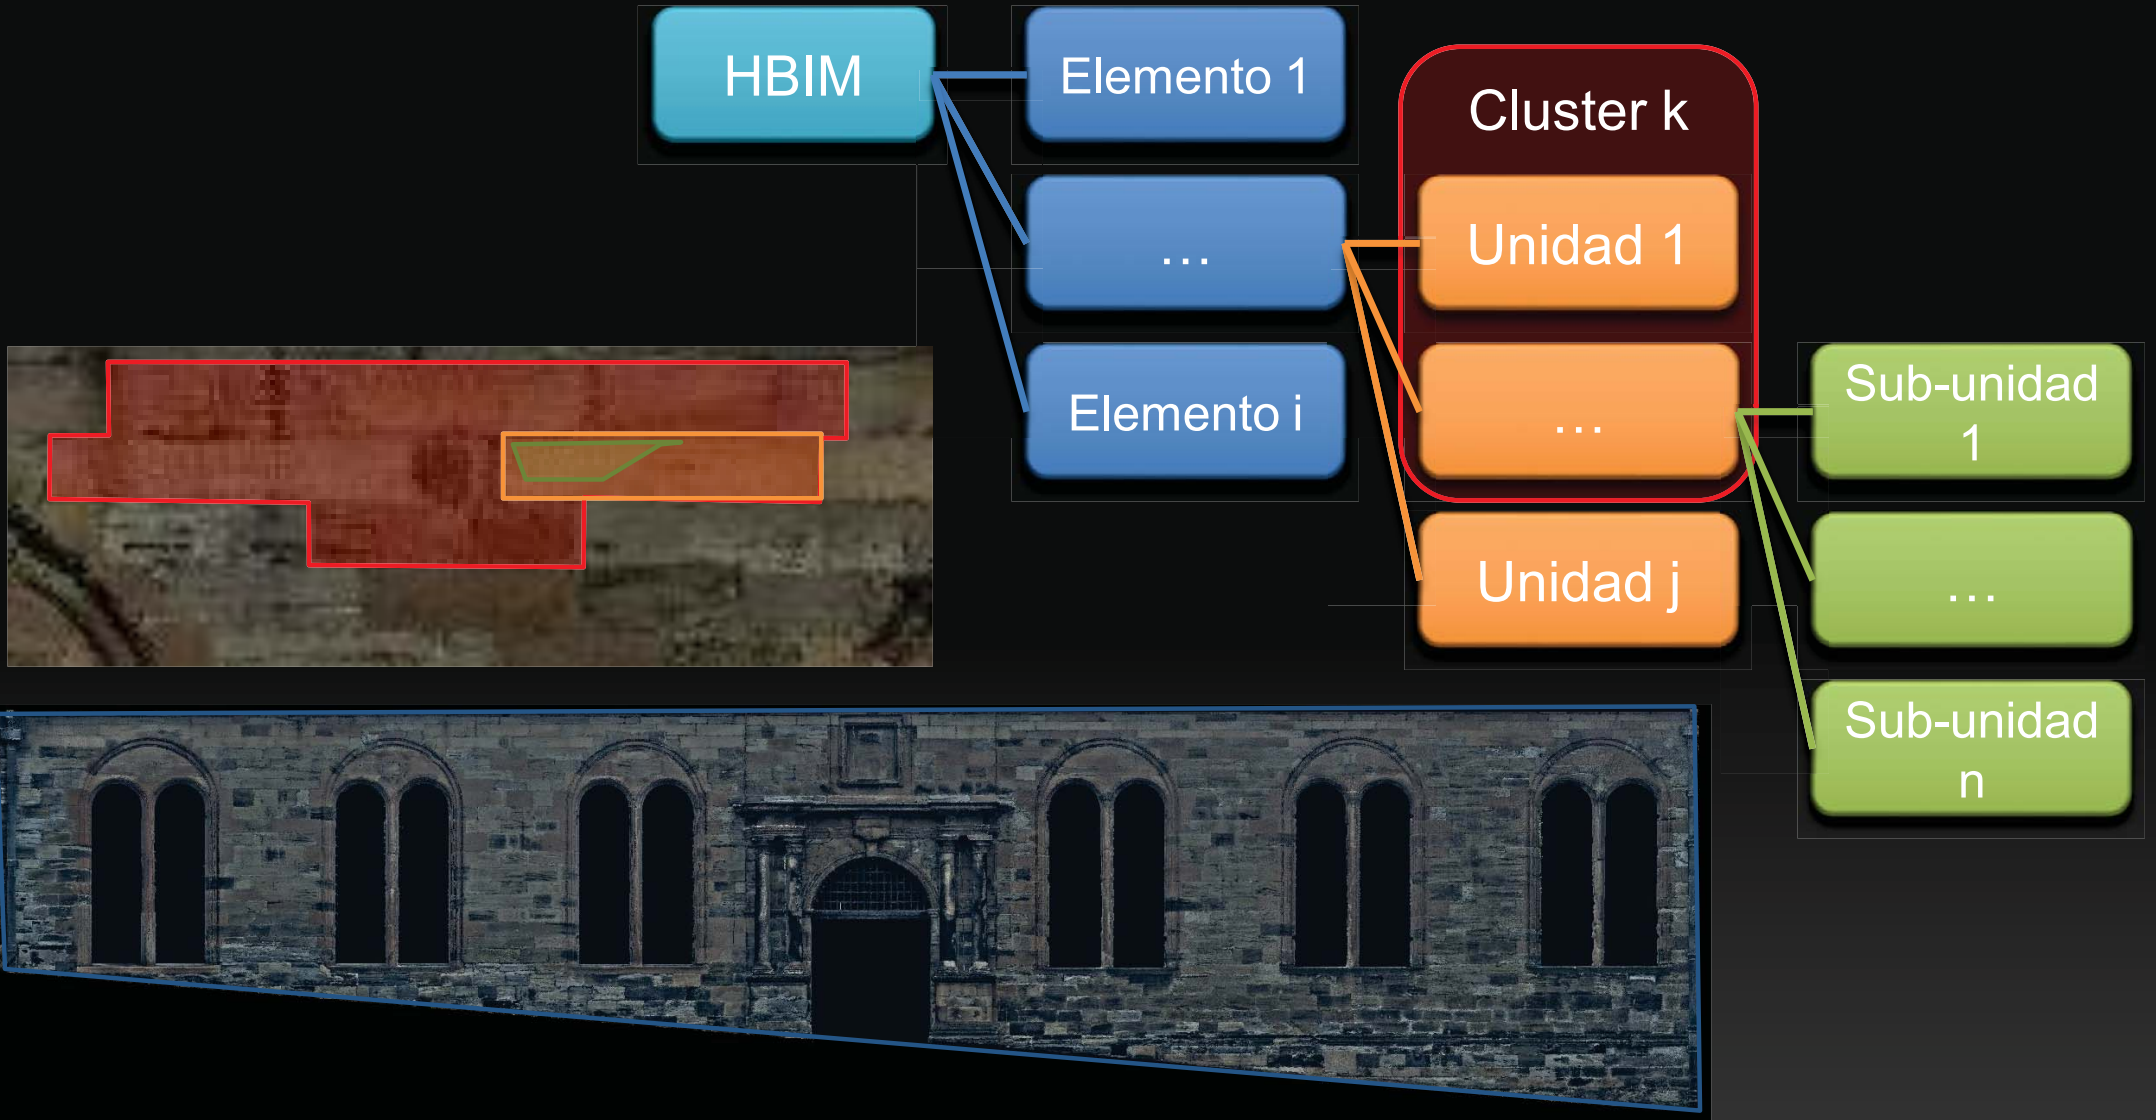 HBIM
Elemento 1
…
Elemento i
Cluster k
Unidad 1
…
Unidad j
Sub-unidad
1
…
Sub-unidad
n